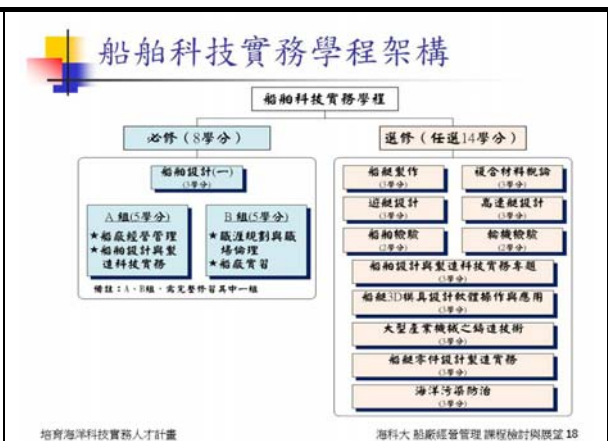 船舶科技實務學程架構
船舶科技實務學程
必修(8學分)
選修(任選14學分)
船舶設計(一)
(3學分)
A 組(5學分)
★船廠經營管理
★船舶設計與製
造科技實務
B 組(5學分)
★職涯規劃與職
場倫理
★船廠實習
備註:A、B組,需完整修習其中一組
船艇製作
(3學分)
複合材料概論
(3學分)
遊艇設計
(3學分)
高速艇設計
(3學分)
船舶檢驗
(2學分)
輪機檢驗
(2學分)
船舶設計與製造科技實務專題
(3學分)
船艇3D模具設計軟體操作與應用
(3學分)
大型產業機械之鑄造技術
(3學分)
船艇零件設計製造實務
(3學分)
海洋污染防治
(3學分)
培育海洋科技實務人才計畫
海科大 船廠經營管理 課程檢討與展望 18